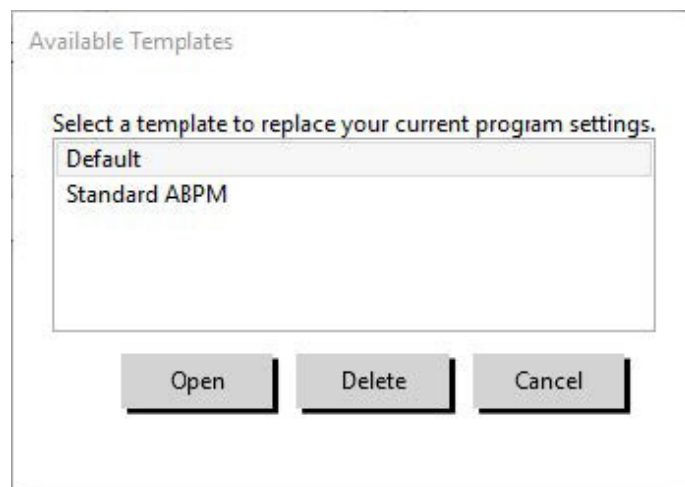 Available Templates
Select a template to replace your current program settings.
Default
Standard ABPM
Open
Delete
Cancel